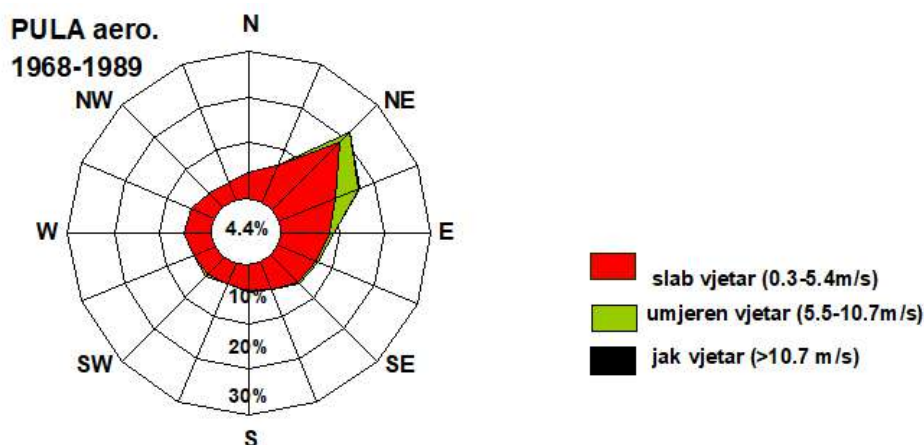 PULA aero.
1968-1989
N
NW
NE
W
4.4%
E
10%
SW
20%
SE
30%
S
slab vjetar (0.3-5.4m/s)
umjeren vjetar (5.5-10.7m/s)
jak vjetar (>10.7 m/s)